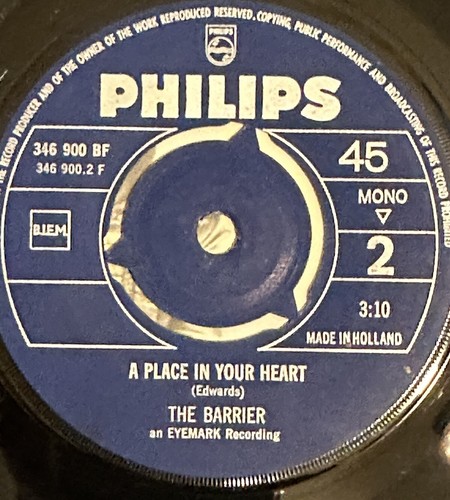 THE RECORD PRODUCER AND OF THE OWNER OF THE WORK REPRODUCED RESERVED. COPYING, PUBLIC PERFORMANCE AND BROADCASTING OF THIS RECORD PROHIBITED
PHILIPS
PHILIPS
346 900 BF
346 900.2 F
45
MONO
B.I.E.M.
2
3:10
MADE IN HOLLAND
A PLACE IN YOUR HEART
(Edwards)
THE BARRIER
an EYEMARK Recording